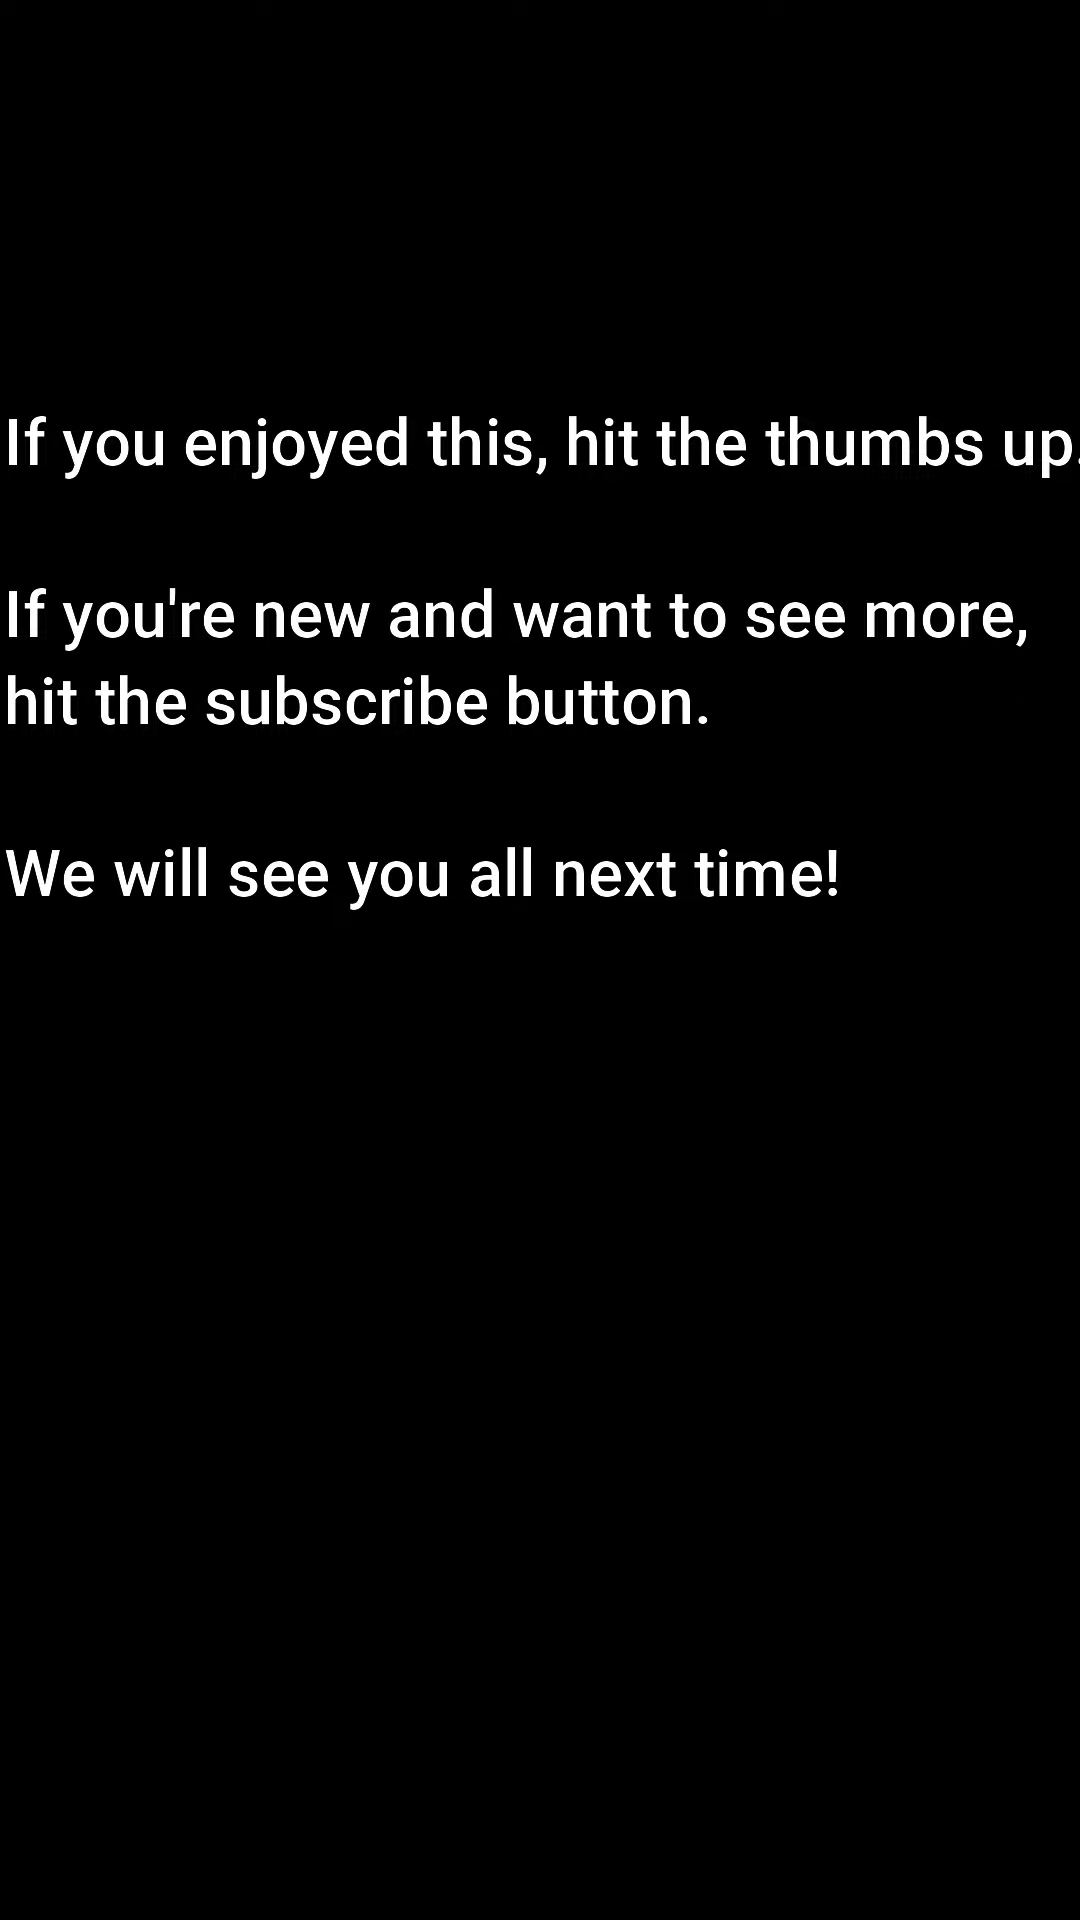 If you enjoyed this, hit the thumbs up.
If you're new and want to see more,
hit the subscribe button.
We will see you all next time!